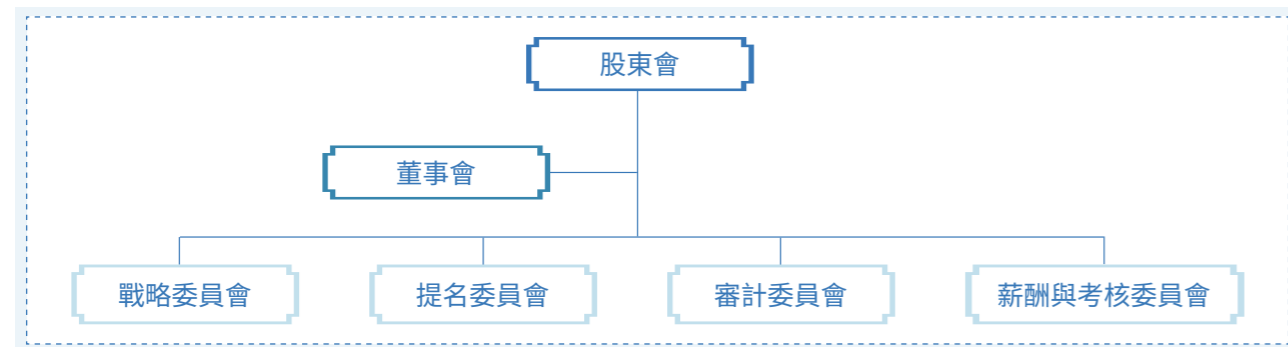 股東會
董事會
戰略委員會
提名委員會
審計委員會
薪酬與考核委員會